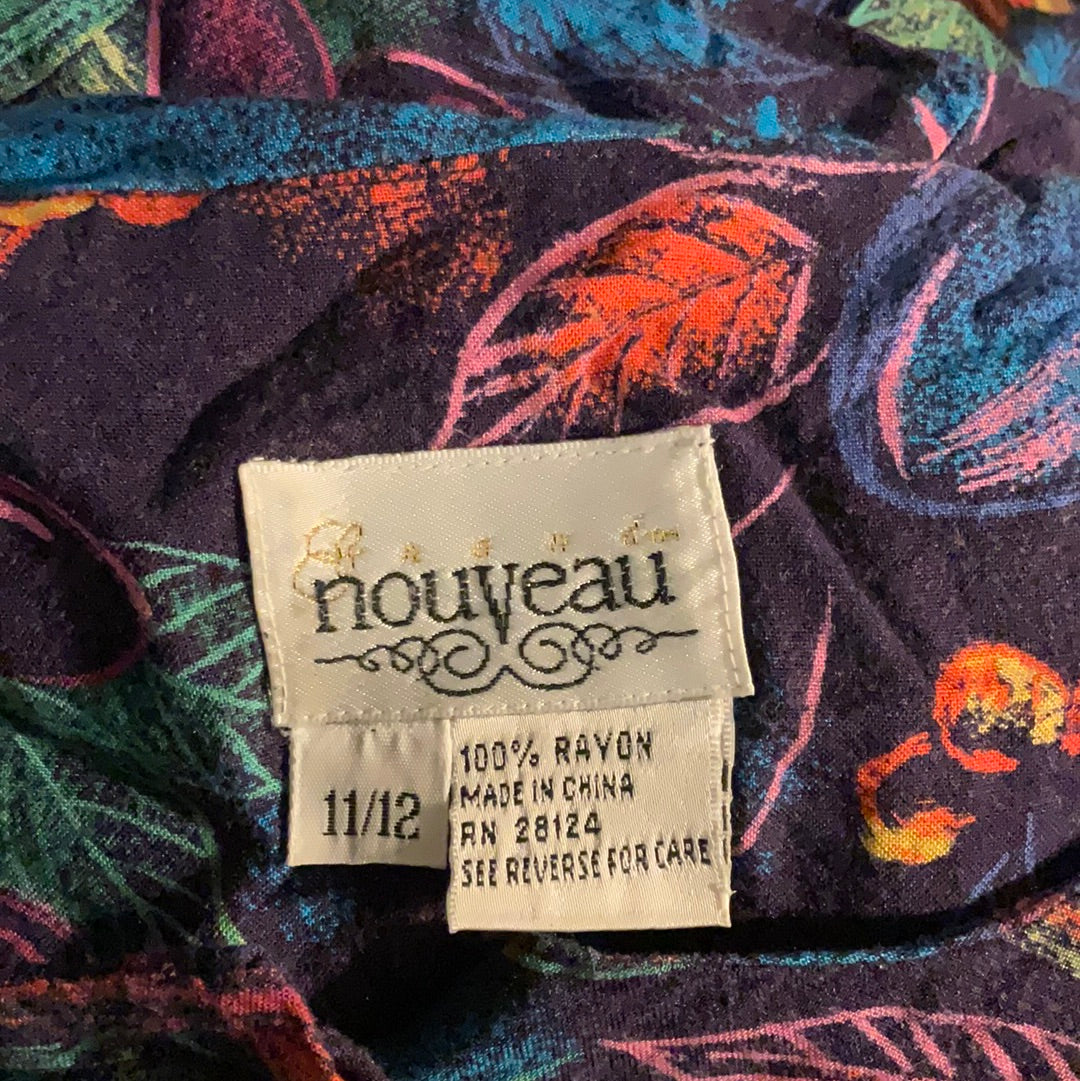 nouveau
11/12
100% RAYON
MADE IN CHINA
RN 28124
SEE REVERSE FOR CARE